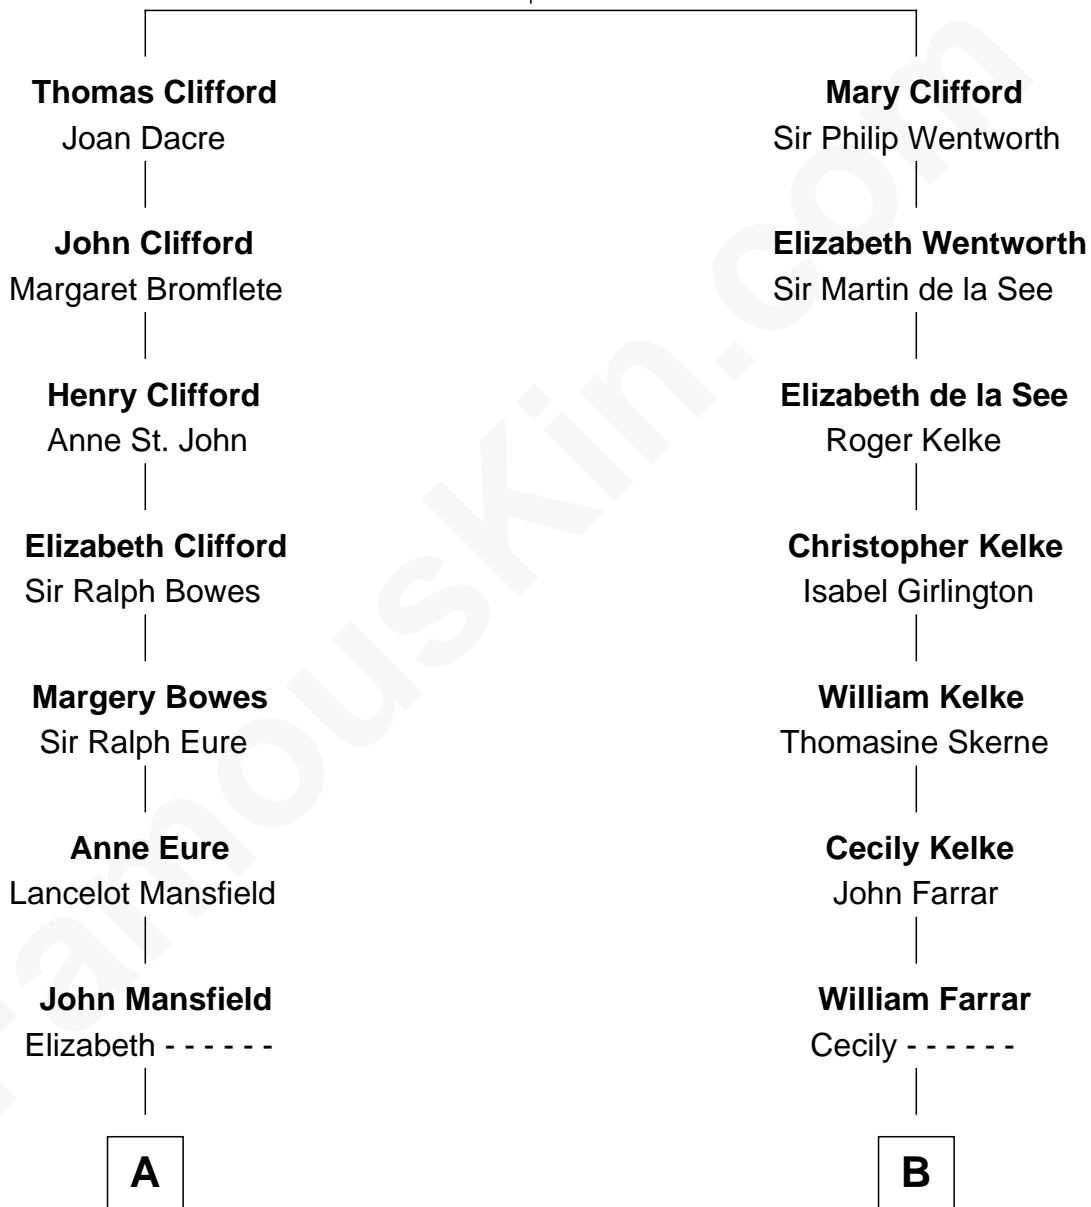 Thomas Clifford
Joan Dacre
John Clifford
Margaret Bromflete
Henry Clifford
Anne St. John
Elizabeth Clifford
Sir Ralph Bowes
Margery Bowes
Sir Ralph Eure
Anne Eure
Lancelot Mansfield
John Mansfield
Elizabeth - - - - - -
A
Mary Clifford
Sir Philip Wentworth
Elizabeth Wentworth
Sir Martin de la See
Elizabeth de la See
Roger Kelke
Christopher Kelke
Isabel Girlington
William Kelke
Thomasine Skerne
Cecily Kelke
John Farrar
William Farrar
Cecily - - - - - -
B
FamousKin.com